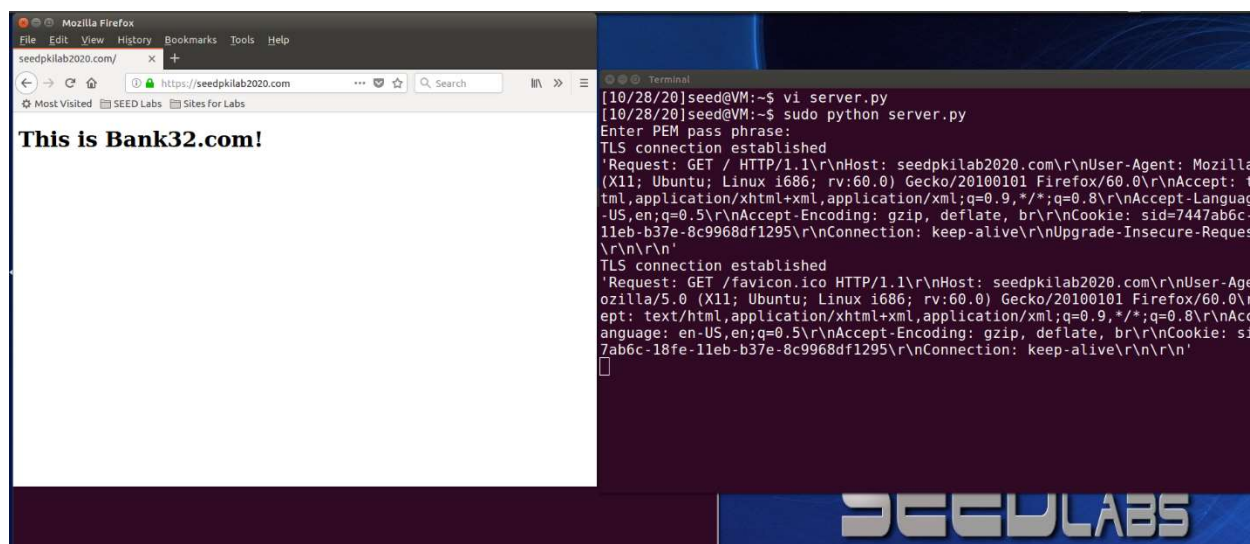 Mozilla Firefox
File Edit View History Bookmarks Tools Help
seedpkilab2020.com/ × +
https://seedpkilab2020.com ••• Search »
Most Visited SEED Labs Sites for Labs
This is Bank32.com!
Terminal
[10/28/20]seed@VM:~$ vi server.py
[10/28/20]seed@VM:~$ sudo python server.py
Enter PEM pass phrase:
TLS connection established
'Request: GET / HTTP/1.1\r\nHost: seedpkilab2020.com\r\nUser-Agent: Mozilla
(X11; Ubuntu; Linux i686; rv:60.0) Gecko/20100101 Firefox/60.0\r\nAccept: t
tml,application/xhtml+xml,application/xml;q=0.9,*/*;q=0.8\r\nAccept-Languag
-US,en;q=0.5\r\nAccept-Encoding: gzip, deflate, br\r\nCookie: sid=7447ab6c-
11eb-b37e-8c9968df1295\r\nConnection: keep-alive\r\nUpgrade-Insecure-Reques
\r\n\r\n'
TLS connection established
'Request: GET /favicon.ico HTTP/1.1\r\nHost: seedpkilab2020.com\r\nUser-Age
ozilla/5.0 (X11; Ubuntu; Linux i686; rv:60.0) Gecko/20100101 Firefox/60.0\r
ept: text/html,application/xhtml+xml,application/xml;q=0.9,*/*;q=0.8\r\nAcc
anguage: en-US,en;q=0.5\r\nAccept-Encoding: gzip, deflate, br\r\nCookie: si
7ab6c-18fe-11eb-b37e-8c9968df1295\r\nConnection: keep-alive\r\n\r\n'
SEEDLABS